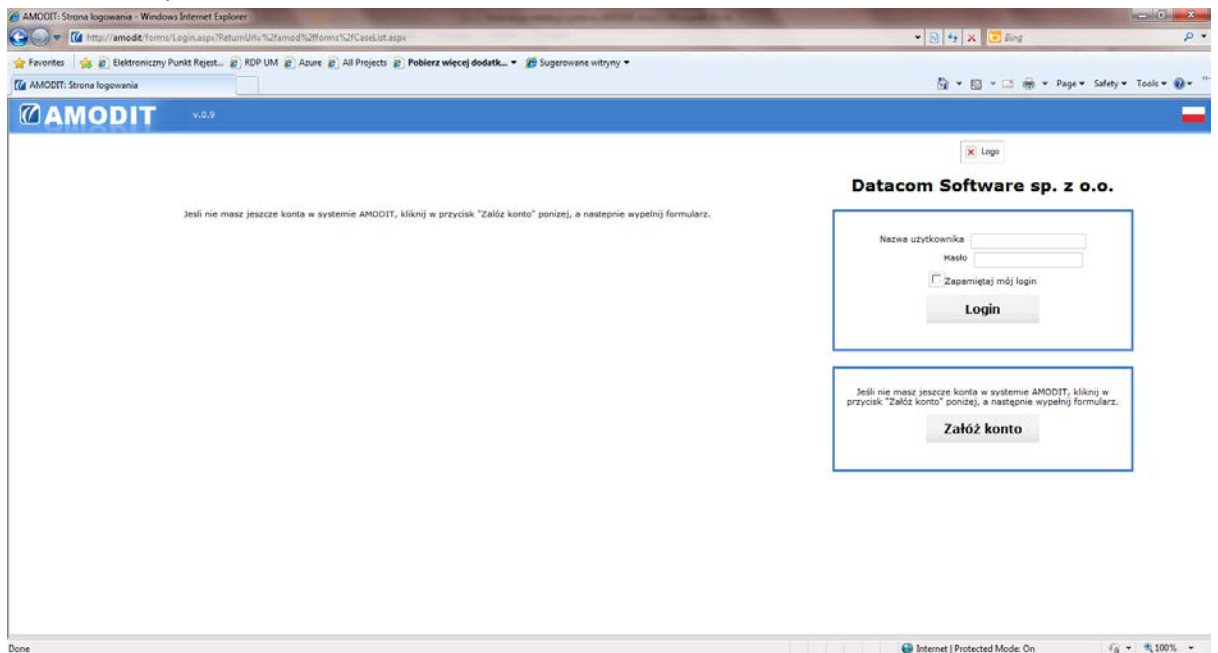 AMODIT: Strona logowania - Windows Internet Explorer
http://amodit/forms/Login.aspx?ReturnUrl=%2famod%2fforms%2fCaseList.aspx
Bing
Favorites Elektroniczny Punkt Rejest... RDP UM Azure All Projects Pobierz więcej dodatk... Sugerowane witryny
AMODIT: Strona logowania
Page Safety Tools
AMODIT v.0.9
Logo
Datacom Software sp. z o.o.
Jesli nie masz jeszcze konta w systemie AMODIT, kliknij w przycisk "Zalóz konto" ponizej, a nastepnie wypelnij formularz.
Nazwa użytkownika
Hasło
Zapamiętaj mój login
Login
Jeśli nie masz jeszcze konta w systemie AMODIT, kliknij w
przycisk "Załóż konto" poniżej, a następnie wypełnij formularz.
Załóż konto
Done
Internet | Protected Mode: On
100%